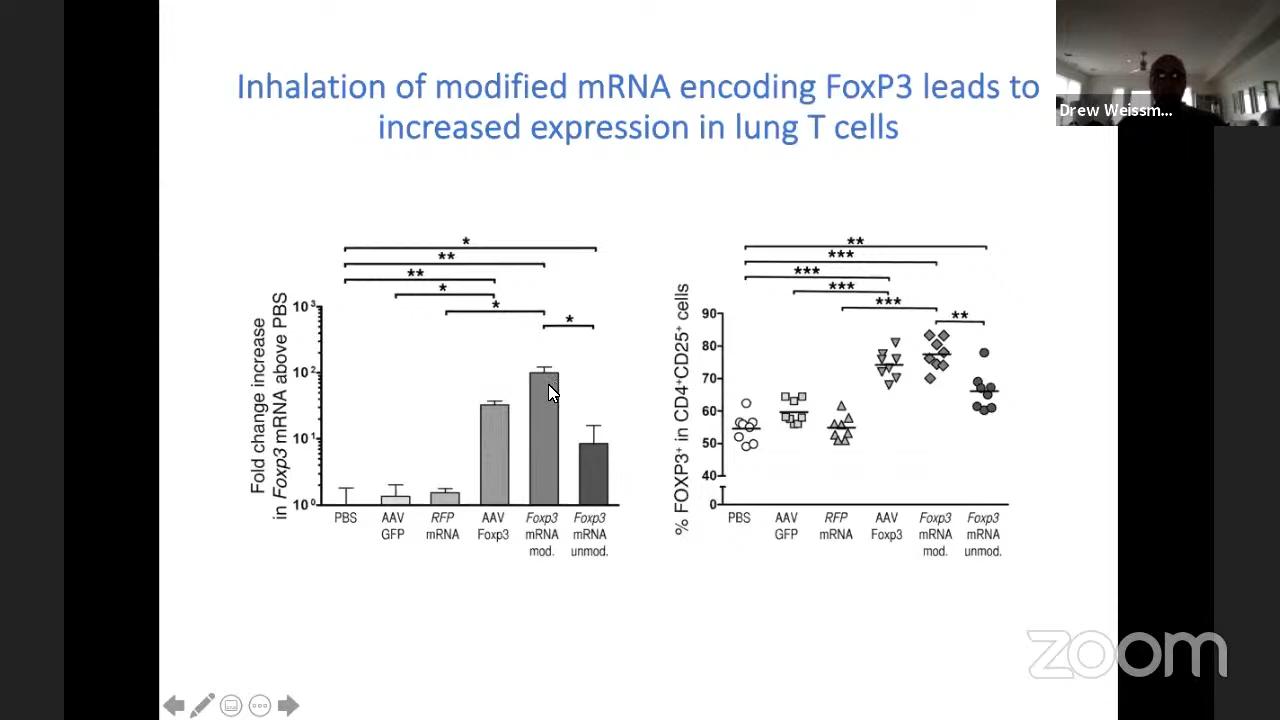 Inhalation of modified mRNA encoding FoxP3 leads to
increased expression in lung T cells
Drew Weissm...
*
**
**
*
*
*
Fold change increase
in Foxp3 mRNA above PBS
10³
10²
10¹
10⁰
PBS
AAV
GFP
RFP
mRNA
AAV
Foxp3
Foxp3
mRNA
mod.
Foxp3
mRNA
unmod.
**
***
***
***
***
**
% FOXP3⁺ in CD4⁺CD25⁺ cells
90
80
70
60
50
40
0
PBS
AAV
GFP
RFP
mRNA
AAV
Foxp3
Foxp3
mRNA
mod.
Foxp3
mRNA
unmod.
zoom